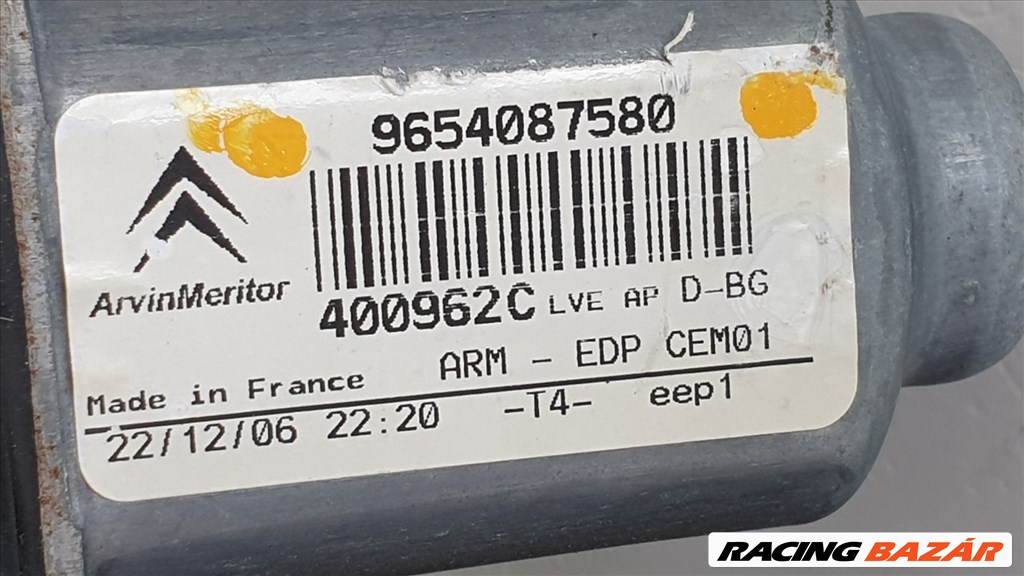 9654087580
ArvinMeritor
400962C LVE AP D-BG
ARM - EDP CEM01
Made in France
22/12/06 22:20 -T4- eep1
RACING BAZÁR